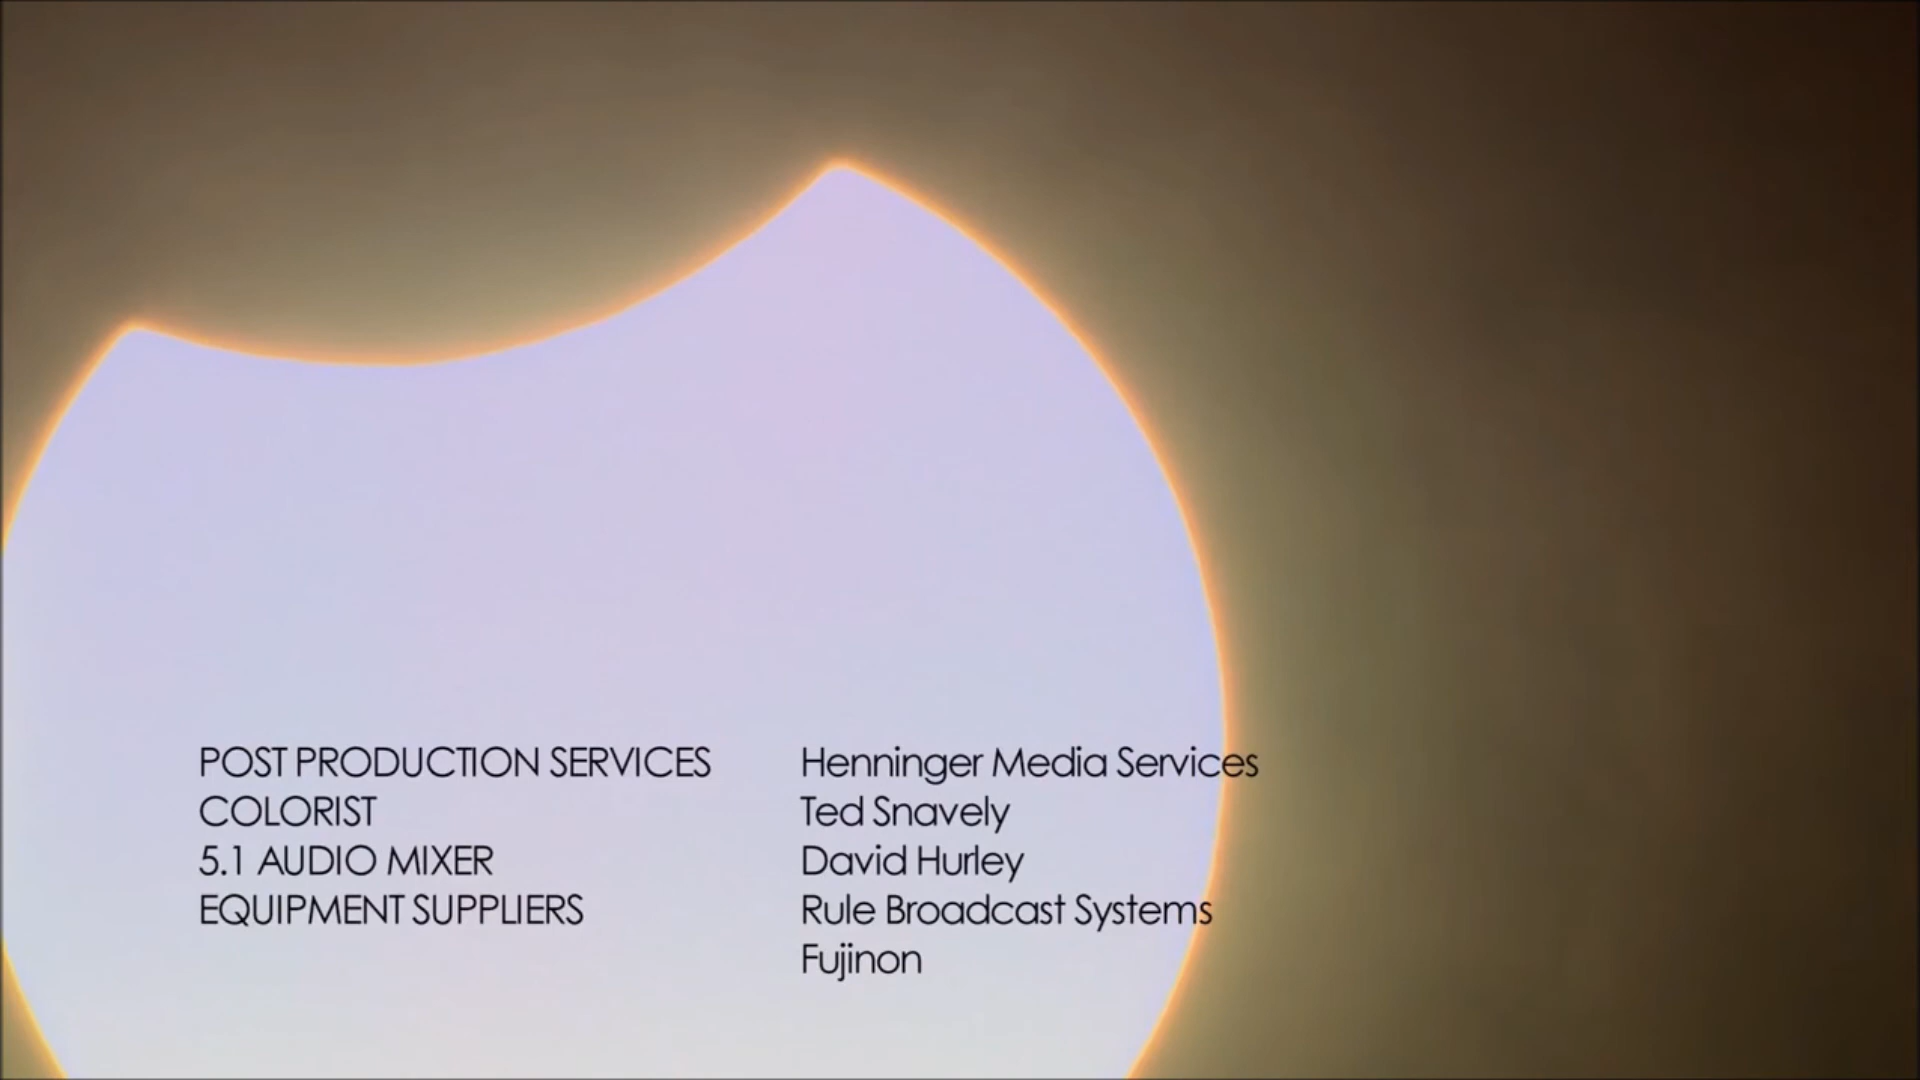 POST PRODUCTION SERVICES Henninger Media Services
COLORIST Ted Snavely
5.1 AUDIO MIXER David Hurley
EQUIPMENT SUPPLIERS Rule Broadcast Systems
Fujinon